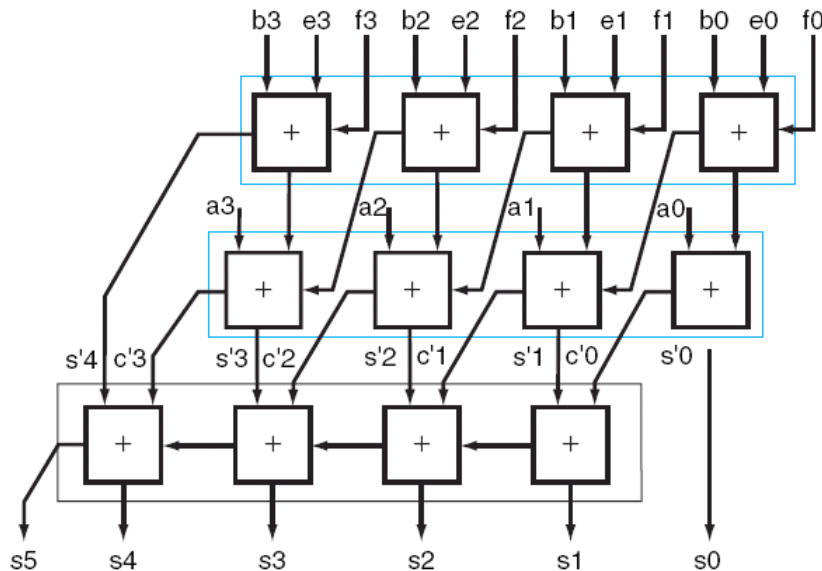 b3 e3 f3 b2 e2 f2 b1 e1 f1 b0 e0 f0
+ + + +
a3 a2 a1 a0
+ + + +
s'4 c'3 s'3 c'2 s'2 c'1 s'1 c'0 s'0
+ + + +
s5 s4 s3 s2 s1 s0